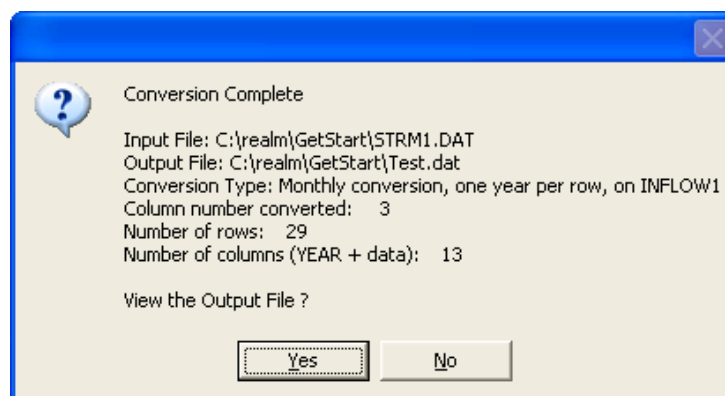 Conversion Complete
Input File: C:\realm\GetStart\STRM1.DAT
Output File: C:\realm\GetStart\Test.dat
Conversion Type: Monthly conversion, one year per row, on INFLOW1
Column number converted: 3
Number of rows: 29
Number of columns (YEAR + data): 13
View the Output File ?
Yes No